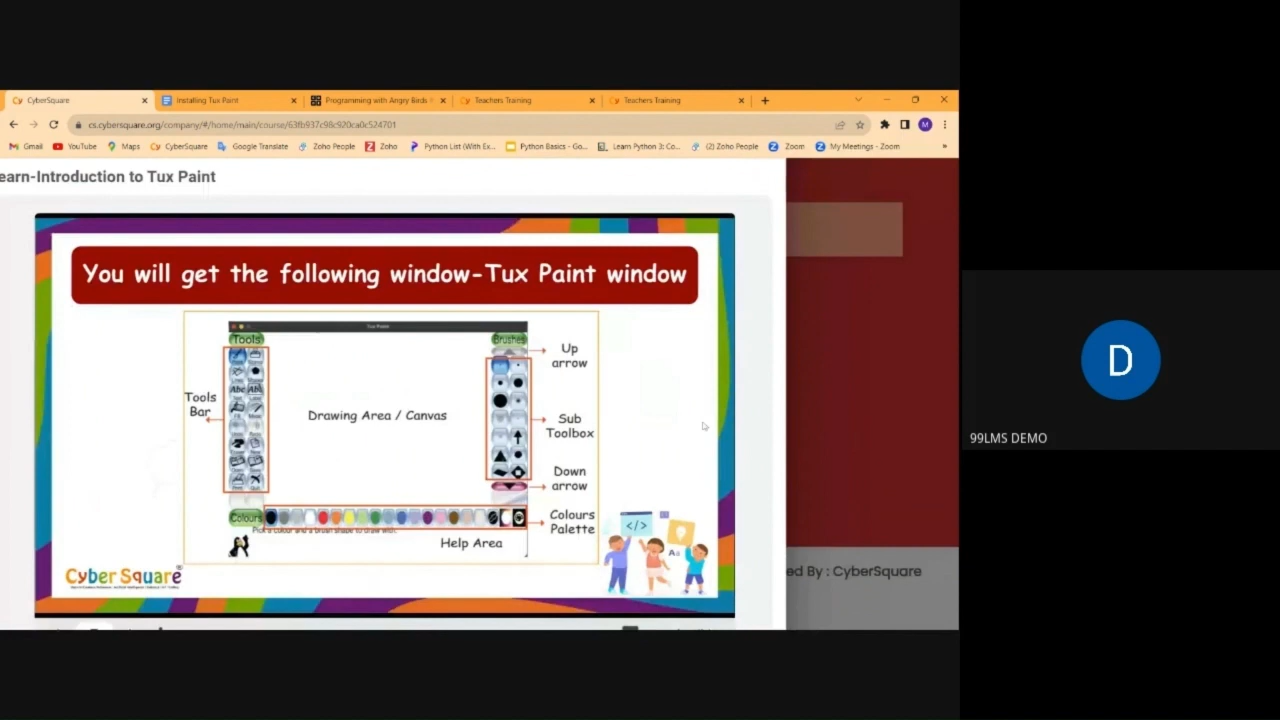 CyberSquare
Installing Tux Paint
Programming with Angry Birds
Teachers Training
Teachers Training
cs.cybersquare.org/company/#/home/main/course/63fb937c98c920ca0c524701
M
Gmail
YouTube
Maps
CyberSquare
Google Translate
Zoho People
Zoho
Python List (With Ex...
Python Basics - Go...
Learn Python 3: Co...
(2) Zoho People
Zoom
My Meetings - Zoom
»
earn-Introduction to Tux Paint
You will get the following window-Tux Paint window
Tux Paint
Tools
Brushes
Up
arrow
Tools
Bar
Abc
Drawing Area / Canvas
Sub
Toolbox
Down
arrow
Colours
Colours
Palette
Pick a colour and a brush shape to draw with.
Help Area
</>
Aa
Cyber Square
ed By : CyberSquare
D
99LMS DEMO